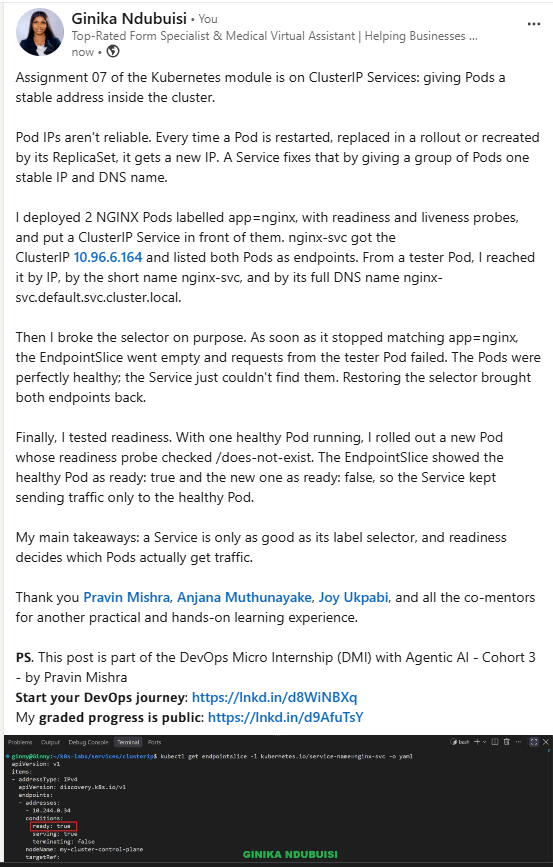 Ginika Ndubuisi • You
Top-Rated Form Specialist & Medical Virtual Assistant | Helping Businesses ...
now •
Assignment 07 of the Kubernetes module is on ClusterIP Services: giving Pods a
stable address inside the cluster.
Pod IPs aren't reliable. Every time a Pod is restarted, replaced in a rollout or recreated
by its ReplicaSet, it gets a new IP. A Service fixes that by giving a group of Pods one
stable IP and DNS name.
I deployed 2 NGINX Pods labelled app=nginx, with readiness and liveness probes,
and put a ClusterIP Service in front of them. nginx-svc got the
ClusterIP 10.96.6.164 and listed both Pods as endpoints. From a tester Pod, I reached
it by IP, by the short name nginx-svc, and by its full DNS name nginx-
svc.default.svc.cluster.local.
Then I broke the selector on purpose. As soon as it stopped matching app=nginx,
the EndpointSlice went empty and requests from the tester Pod failed. The Pods were
perfectly healthy; the Service just couldn't find them. Restoring the selector brought
both endpoints back.
Finally, I tested readiness. With one healthy Pod running, I rolled out a new Pod
whose readiness probe checked /does-not-exist. The EndpointSlice showed the
healthy Pod as ready: true and the new one as ready: false, so the Service kept
sending traffic only to the healthy Pod.
My main takeaways: a Service is only as good as its label selector, and readiness
decides which Pods actually get traffic.
Thank you Pravin Mishra, Anjana Muthunayake, Joy Ukpabi, and all the co-mentors
for another practical and hands-on learning experience.
PS. This post is part of the DevOps Micro Internship (DMI) with Agentic AI - Cohort 3
- by Pravin Mishra
Start your DevOps journey: https://lnkd.in/d8WiNBXq
My graded progress is public: https://lnkd.in/d9AfuTsY
Problems Output Debug Console Terminal Ports bash
ginny@Ginny:~/k8s-labs/services/clusterip$ kubectl get endpointslice -l kubernetes.io/service-name=nginx-svc -o yaml
apiVersion: v1
items:
- addressType: IPv4
apiVersion: discovery.k8s.io/v1
endpoints:
- addresses:
- 10.244.0.34
conditions:
ready: true
serving: true
terminating: false
nodeName: my-cluster-control-plane
targetRef:
GINIKA NDUBUISI